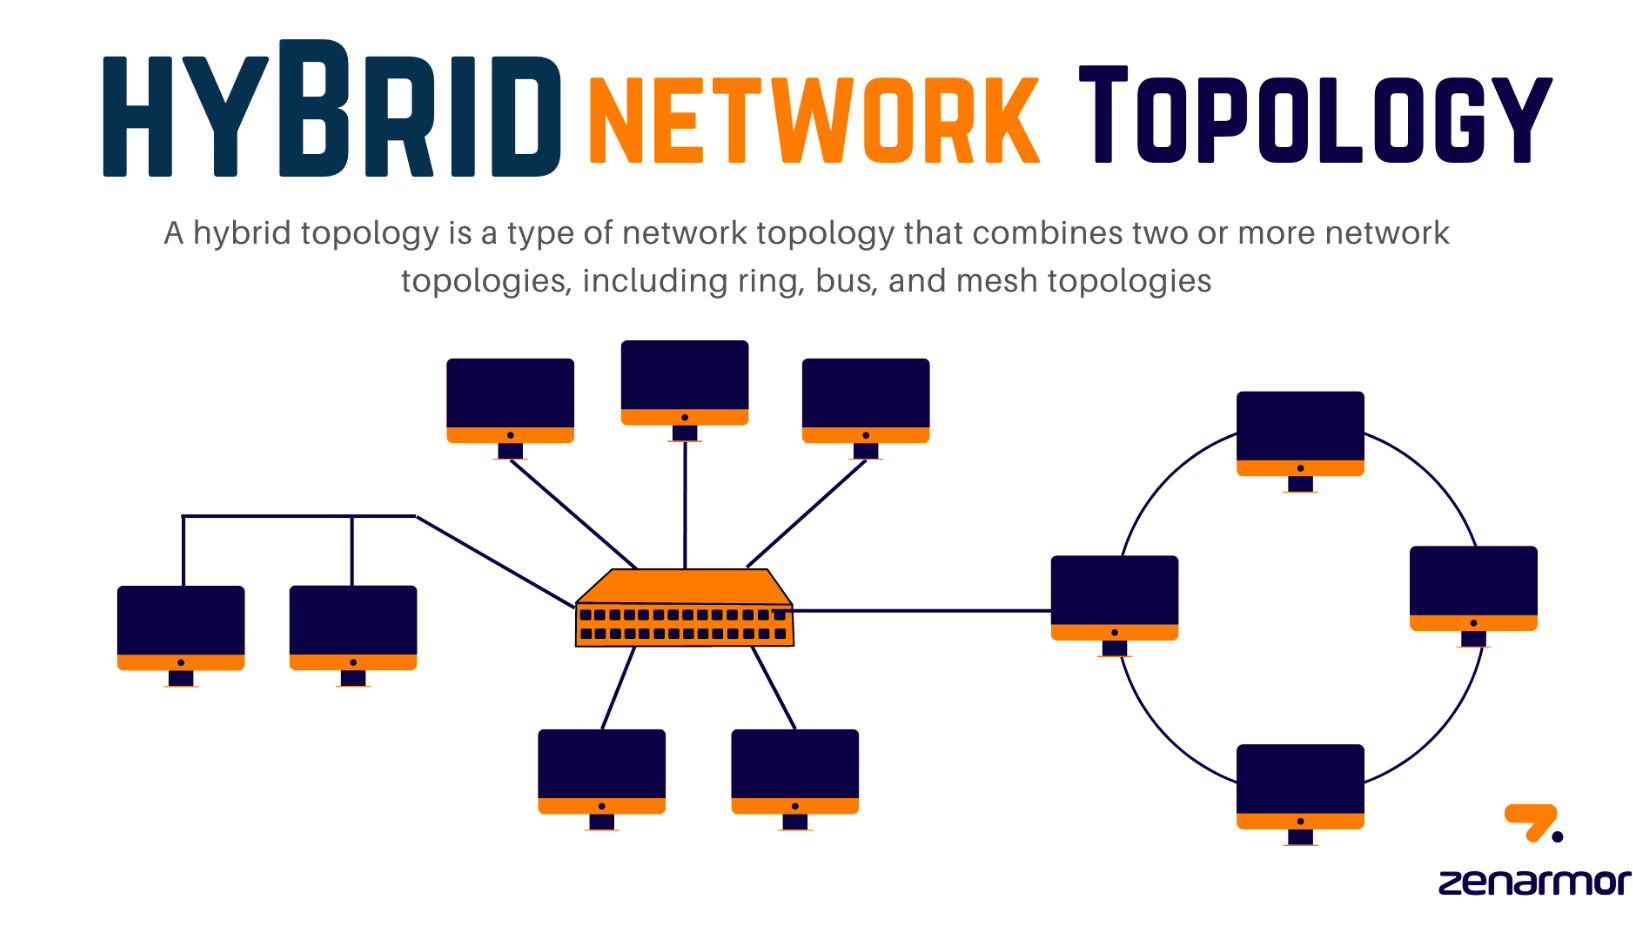 HYBRID NETWORK TOPOLOGY
A hybrid topology is a type of network topology that combines two or more network
topologies, including ring, bus, and mesh topologies
zenarmor